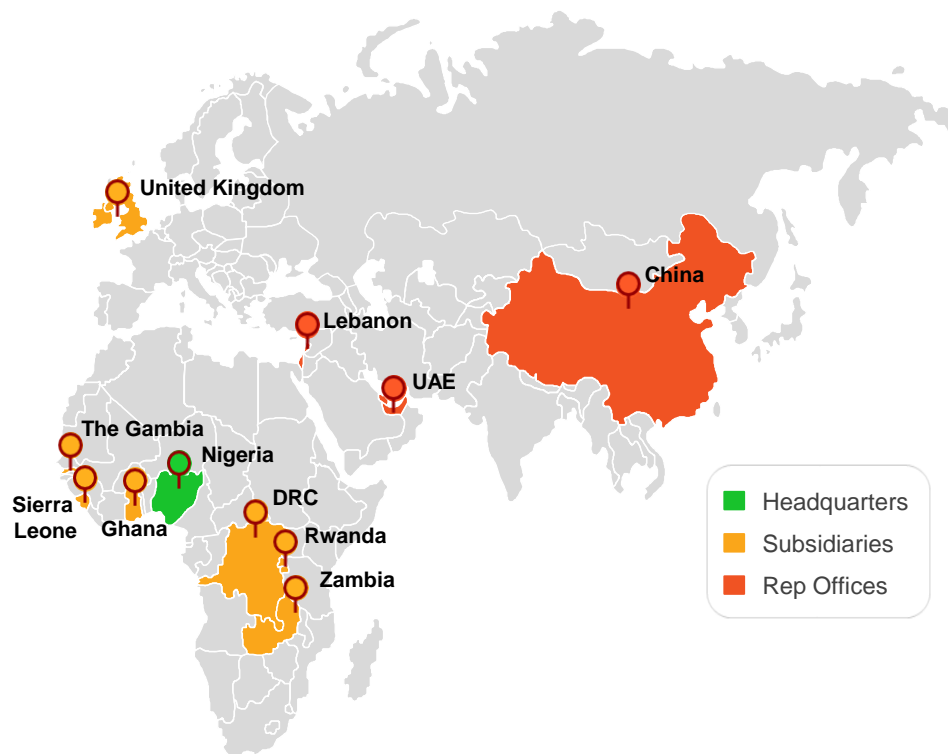 United Kingdom
China
Lebanon
UAE
The Gambia
Nigeria
Sierra
Leone
Ghana
DRC
Rwanda
Zambia
Headquarters
Subsidiaries
Rep Offices